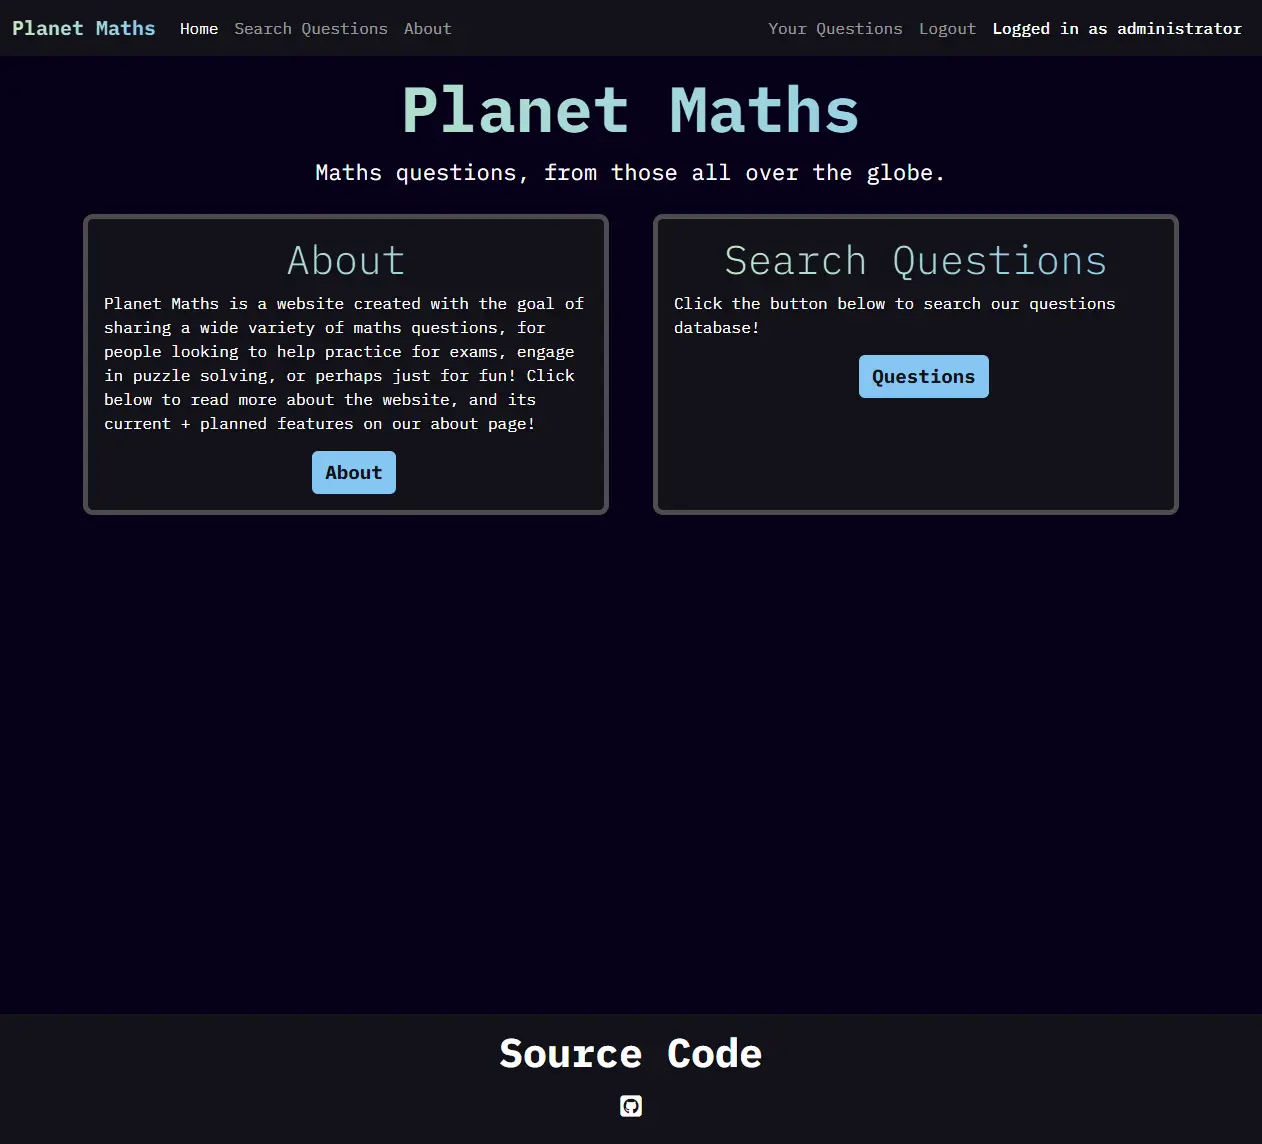 Planet Maths Home Search Questions About Your Questions Logout Logged in as administrator
Planet Maths
Maths questions, from those all over the globe.
About
Planet Maths is a website created with the goal of
sharing a wide variety of maths questions, for
people looking to help practice for exams, engage
in puzzle solving, or perhaps just for fun! Click
below to read more about the website, and its
current + planned features on our about page!
About
Search Questions
Click the button below to search our questions
database!
Questions
Source Code